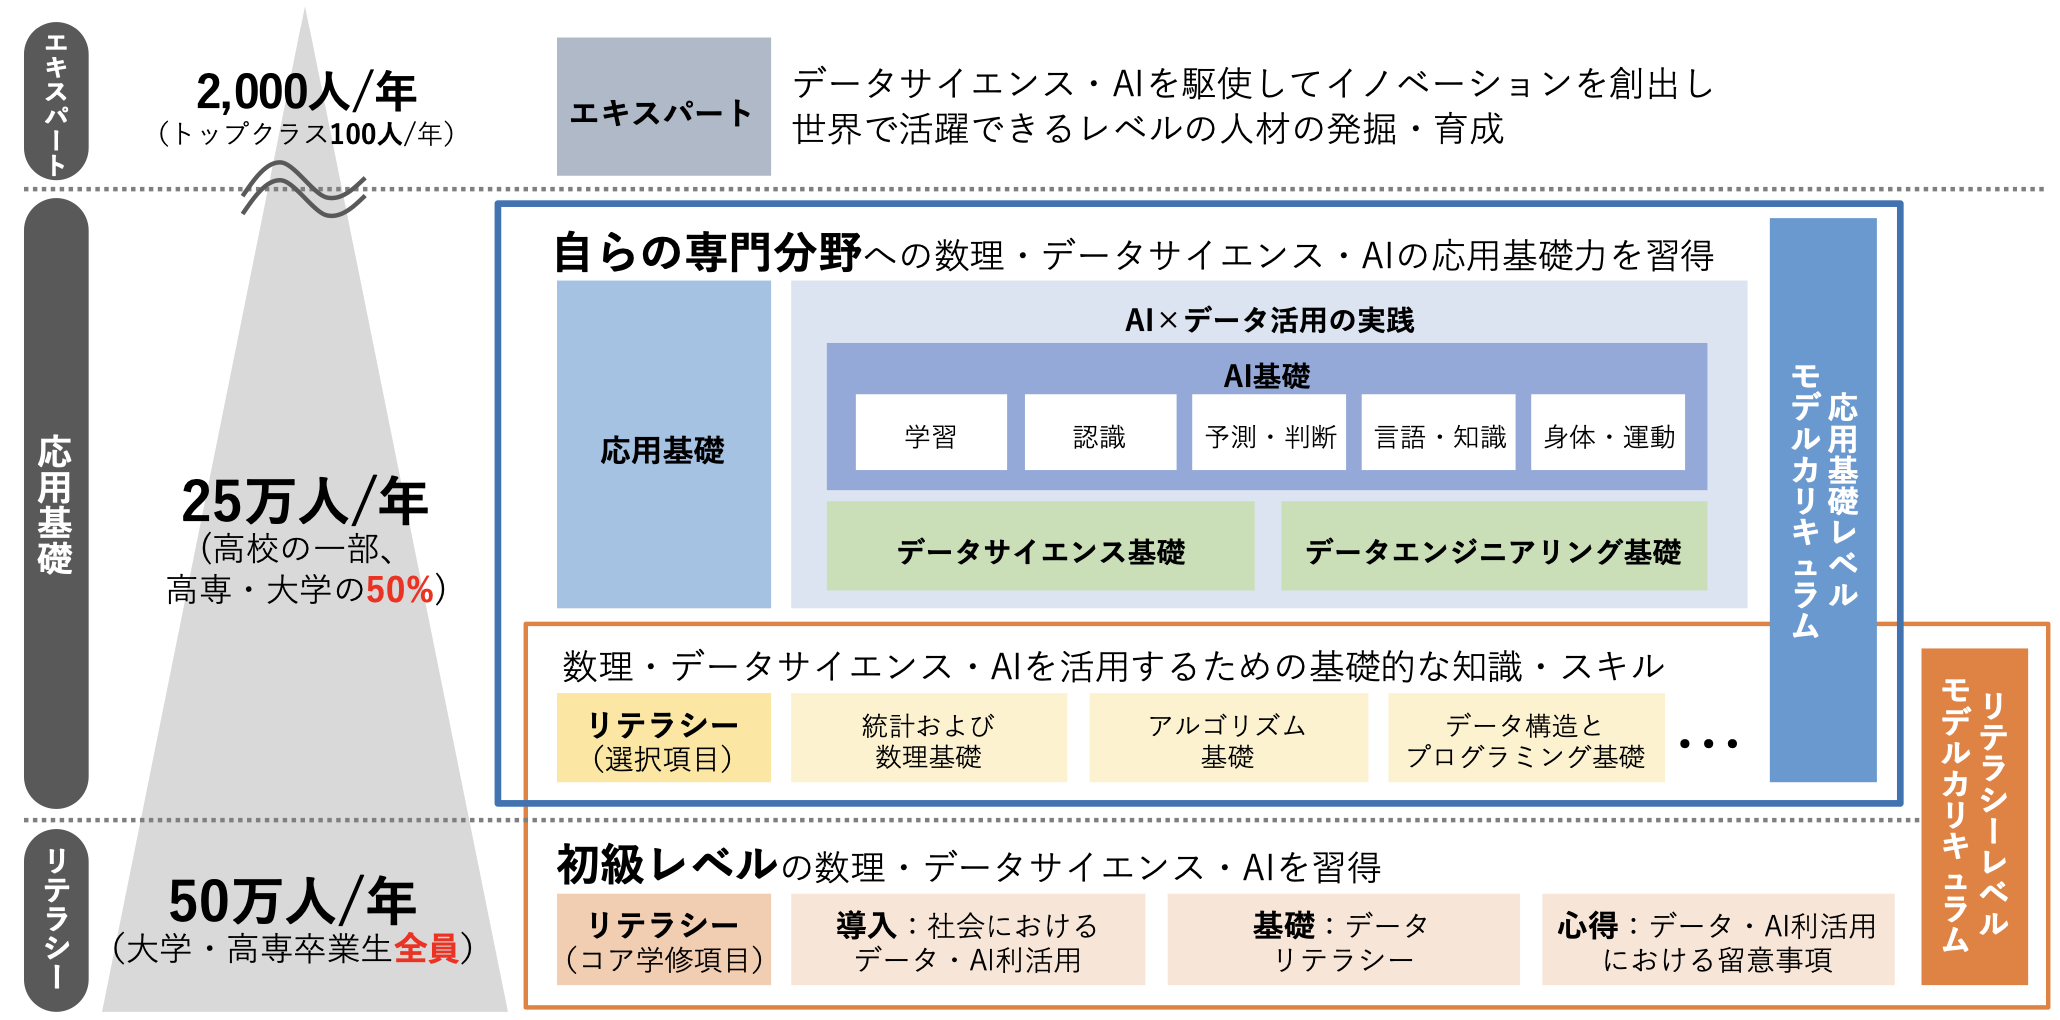 エキスパート
2,000人/年
（トップクラス100人/年）
エキスパート
データサイエンス・AIを駆使してイノベーションを創出し
世界で活躍できるレベルの人材の発掘・育成
応用基礎
25万人/年
（高校の一部、
高専・大学の50%）
自らの専門分野への数理・データサイエンス・AIの応用基礎力を習得
応用基礎
AI×データ活用の実践
AI基礎
学習
認識
予測・判断
言語・知識
身体・運動
データサイエンス基礎
データエンジニアリング基礎
応用基礎レベル
モデルカリキュラム
数理・データサイエンス・AIを活用するための基礎的な知識・スキル
リテラシー
（選択項目）
統計および
数理基礎
アルゴリズム
基礎
データ構造と
プログラミング基礎
・・・
リテラシーレベル
モデルカリキュラム
リテラシー
50万人/年
（大学・高専卒業生全員）
初級レベルの数理・データサイエンス・AIを習得
リテラシー
（コア学修項目）
導入：社会における
データ・AI利活用
基礎：データ
リテラシー
心得：データ・AI利活用
における留意事項